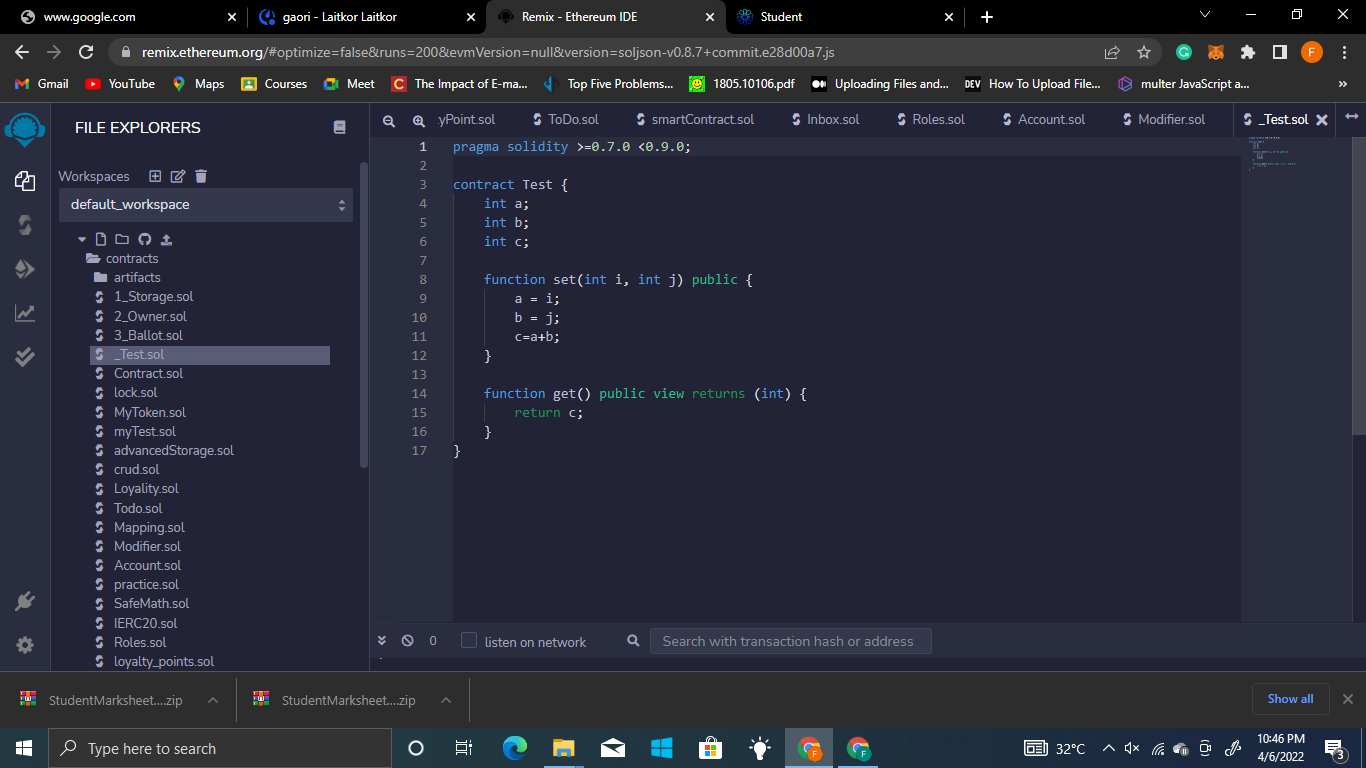 www.google.com
gaori - Laitkor Laitkor
Remix - Ethereum IDE
Student
remix.ethereum.org/#optimize=false&runs=200&evmVersion=null&version=soljson-v0.8.7+commit.e28d00a7.js
F
Gmail
YouTube
Maps
Courses
Meet
The Impact of E-ma...
Top Five Problems...
1805.10106.pdf
Uploading Files and...
DEV How To Upload File...
multer JavaScript a...
FILE EXPLORERS
Workspaces
default_workspace
contracts
artifacts
1_Storage.sol
2_Owner.sol
3_Ballot.sol
_Test.sol
Contract.sol
lock.sol
MyToken.sol
myTest.sol
advancedStorage.sol
crud.sol
Loyality.sol
Todo.sol
Mapping.sol
Modifier.sol
Account.sol
practice.sol
SafeMath.sol
IERC20.sol
Roles.sol
loyalty_points.sol
yPoint.sol
ToDo.sol
smartContract.sol
Inbox.sol
Roles.sol
Account.sol
Modifier.sol
_Test.sol
1 pragma solidity >=0.7.0 <0.9.0;
2
3 contract Test {
4 int a;
5 int b;
6 int c;
7
8 function set(int i, int j) public {
9 a = i;
10 b = j;
11 c=a+b;
12 }
13
14 function get() public view returns (int) {
15 return c;
16 }
17 }
0
listen on network
Search with transaction hash or address
StudentMarksheet....zip
StudentMarksheet....zip
Show all
Type here to search
32°C
10:46 PM
4/6/2022
3